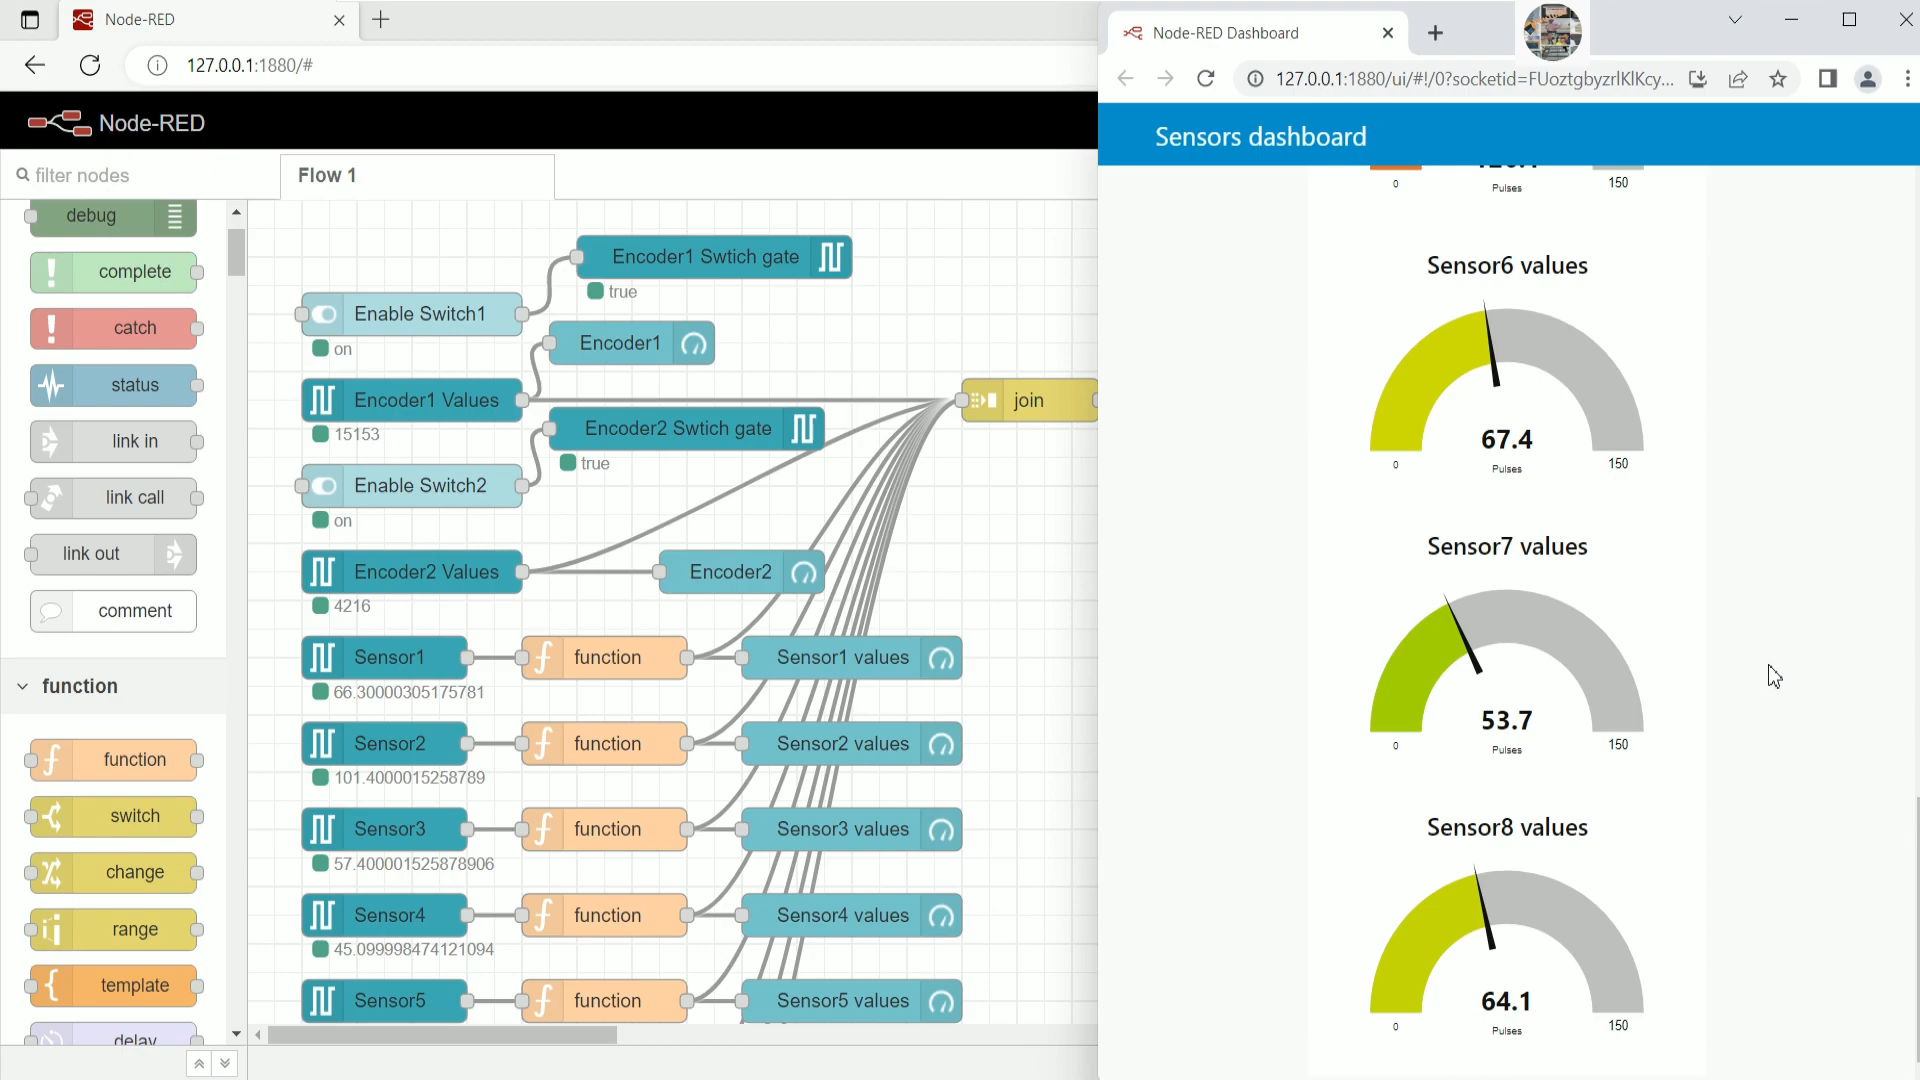 Node-RED
127.0.0.1:1880/#
Node-RED
filter nodes
Flow 1
debug
complete
catch
status
link in
link call
link out
comment
function
function
switch
change
range
template
delay
Encoder1 Swtich gate
true
Enable Switch1
on
Encoder1
Encoder1 Values
15153
join
Encoder2 Swtich gate
true
Enable Switch2
on
Encoder2 Values
Encoder2
4216
Sensor1
function
Sensor1 values
66.30000305175781
Sensor2
function
Sensor2 values
101.4000015258789
Sensor3
function
Sensor3 values
57.400001525878906
Sensor4
function
Sensor4 values
45.099998474121094
Sensor5
function
Sensor5 values
Node-RED Dashboard
127.0.0.1:1880/ui/#!/0?socketid=FUoztgbyzrlKlKcy...
Sensors dashboard
0
Pulses
150
Sensor6 values
67.4
0
Pulses
150
Sensor7 values
53.7
0
Pulses
150
Sensor8 values
64.1
0
Pulses
150